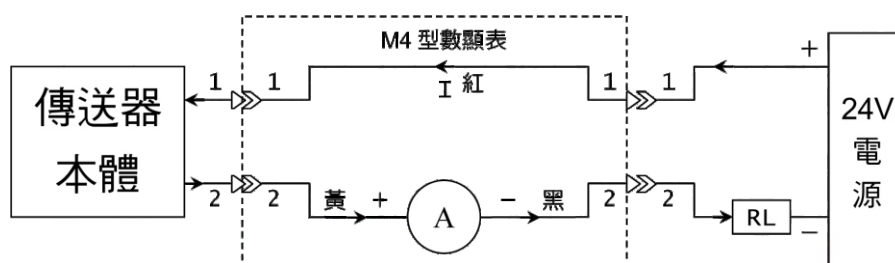 M4 型數顯表
傳送器
本體
1 1 I 紅 1 1 +
24V
電
源
2 2 黃 + A - 黑 2 2 RL -